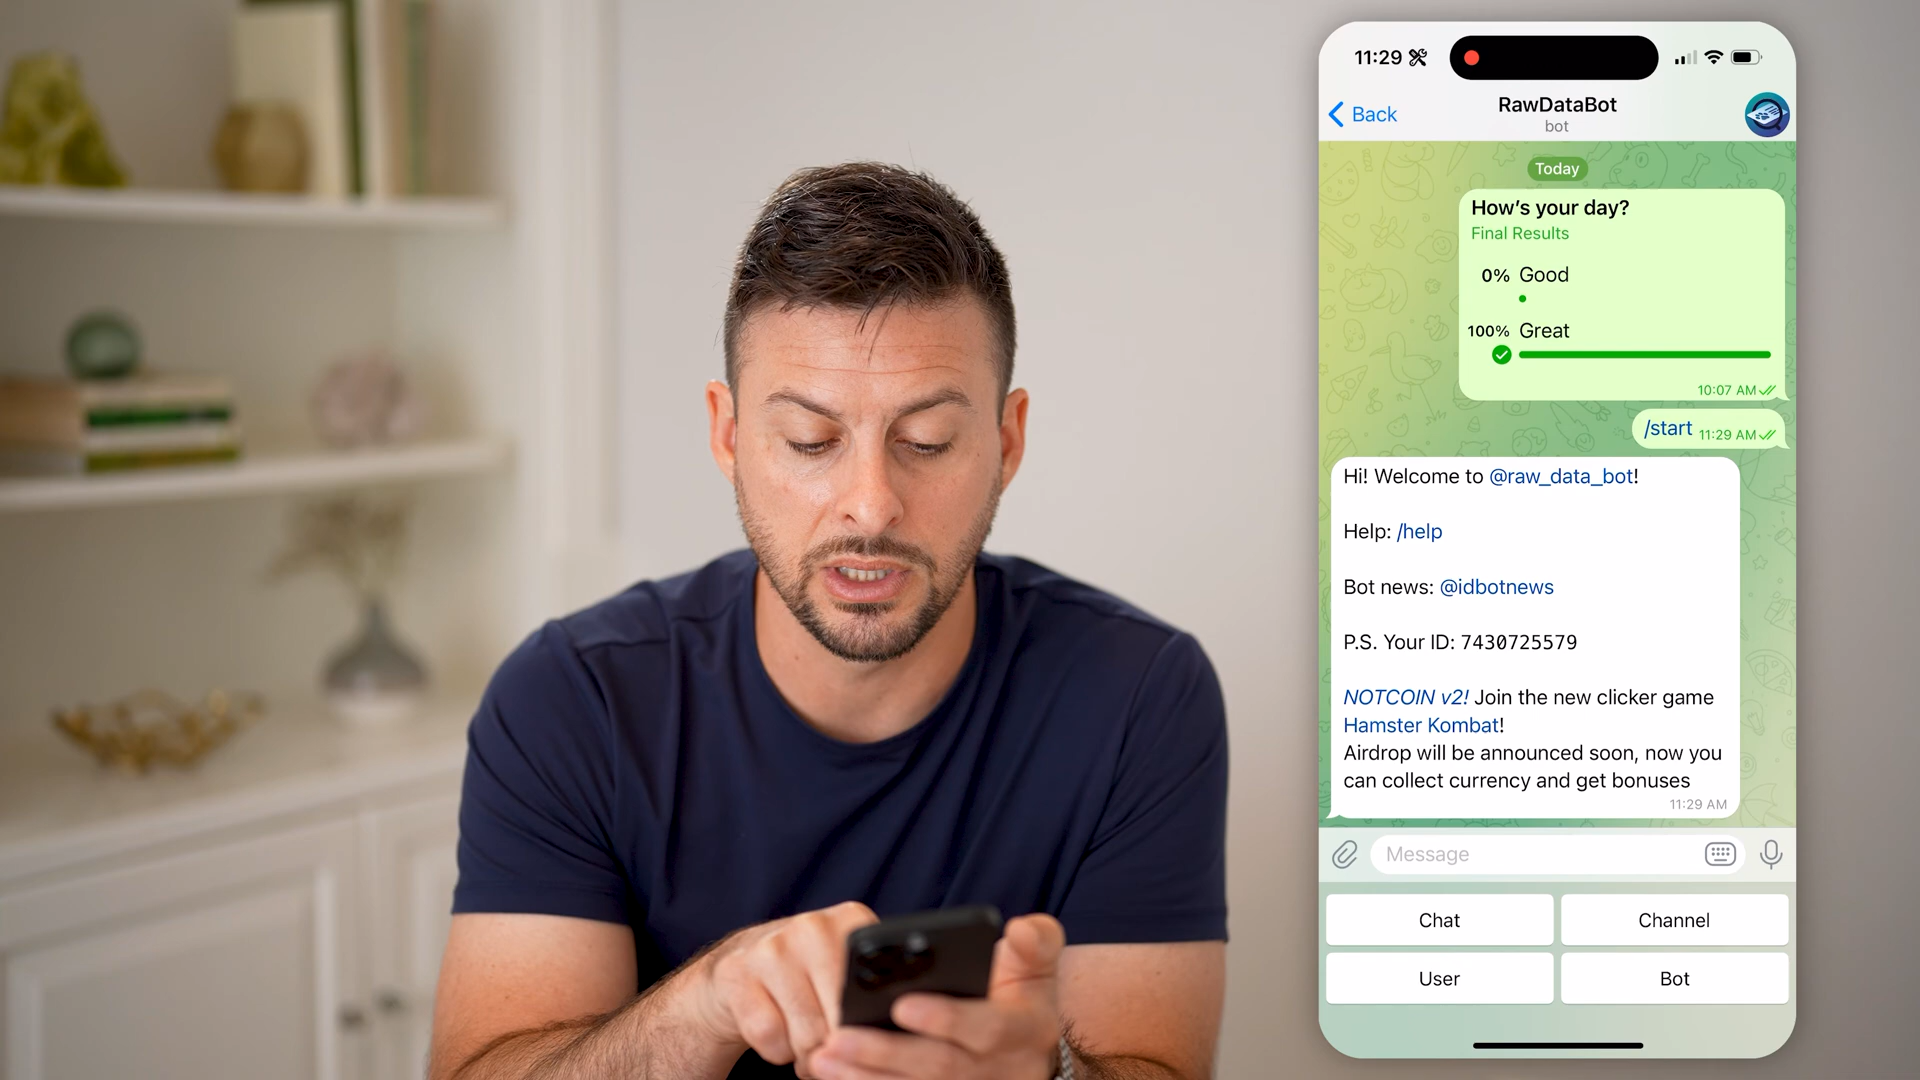 11:29
Back
RawDataBot
bot
Today
How's your day?
Final Results
0% Good
100% Great
10:07 AM
/start 11:29 AM
Hi! Welcome to @raw_data_bot!
Help: /help
Bot news: @idbotnews
P.S. Your ID: 7430725579
NOTCOIN v2! Join the new clicker game
Hamster Kombat!
Airdrop will be announced soon, now you
can collect currency and get bonuses
11:29 AM
Message
Chat
Channel
User
Bot